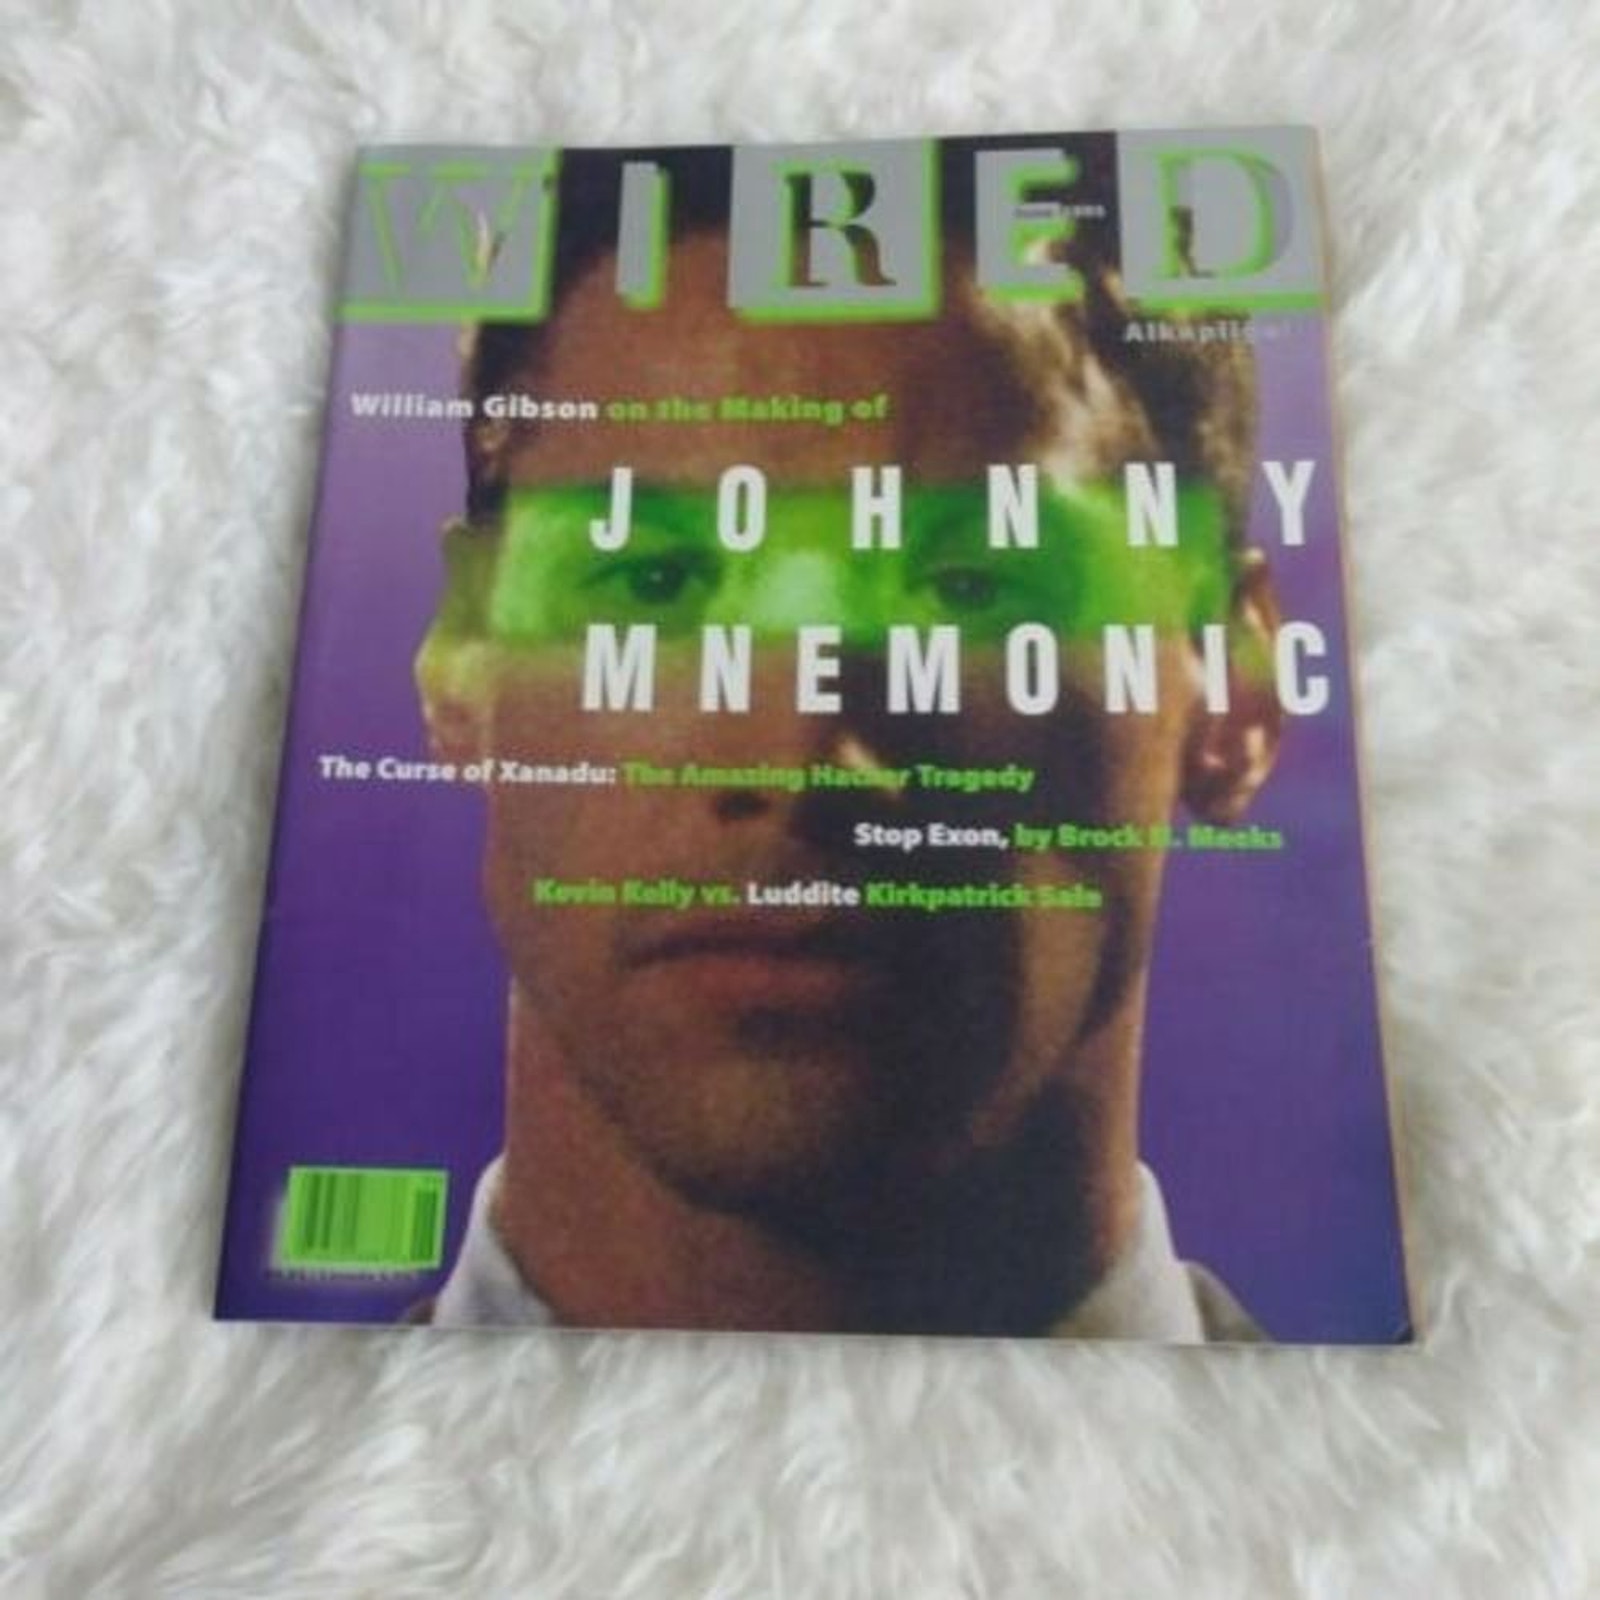 WIRED
1995
William Gibson on the Making of
JOHNNY
MNEMONIC
The Curse of Xanadu: The Amazing Hacker Tragedy
Stop Exon, by Brock N. Meeks
Kevin Kelly vs. Luddite Kirkpatrick Sale